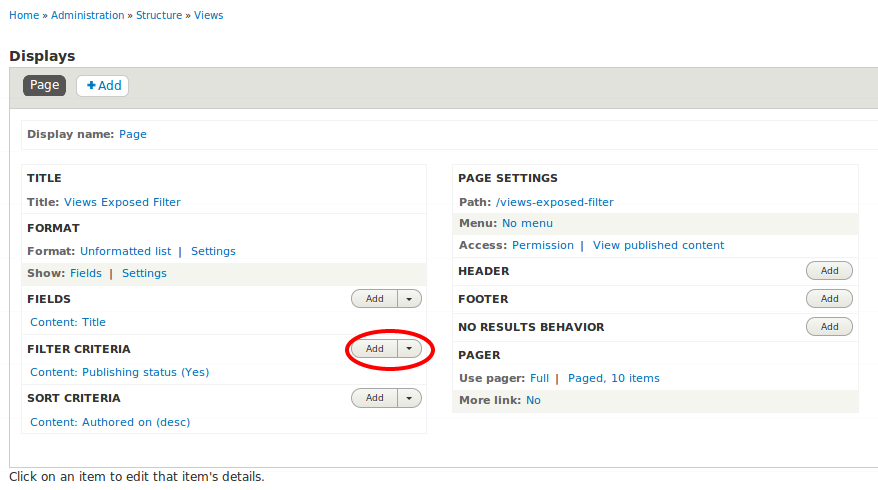 Home » Administration » Structure » Views
Displays
Page
+Add
Display name: Page
TITLE
Title: Views Exposed Filter
FORMAT
Format: Unformatted list | Settings
Show: Fields | Settings
FIELDS Add
Content: Title
FILTER CRITERIA Add
Content: Publishing status (Yes)
SORT CRITERIA Add
Content: Authored on (desc)
PAGE SETTINGS
Path: /views-exposed-filter
Menu: No menu
Access: Permission | View published content
HEADER Add
FOOTER Add
NO RESULTS BEHAVIOR Add
PAGER
Use pager: Full | Paged, 10 items
More link: No
Click on an item to edit that item's details.